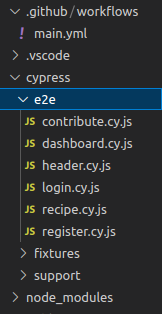 .github/workflows
! main.yml
.vscode
cypress
e2e
JS contribute.cy.js
JS dashboard.cy.js
JS header.cy.js
JS login.cy.js
JS recipe.cy.js
JS register.cy.js
fixtures
support
node_modules